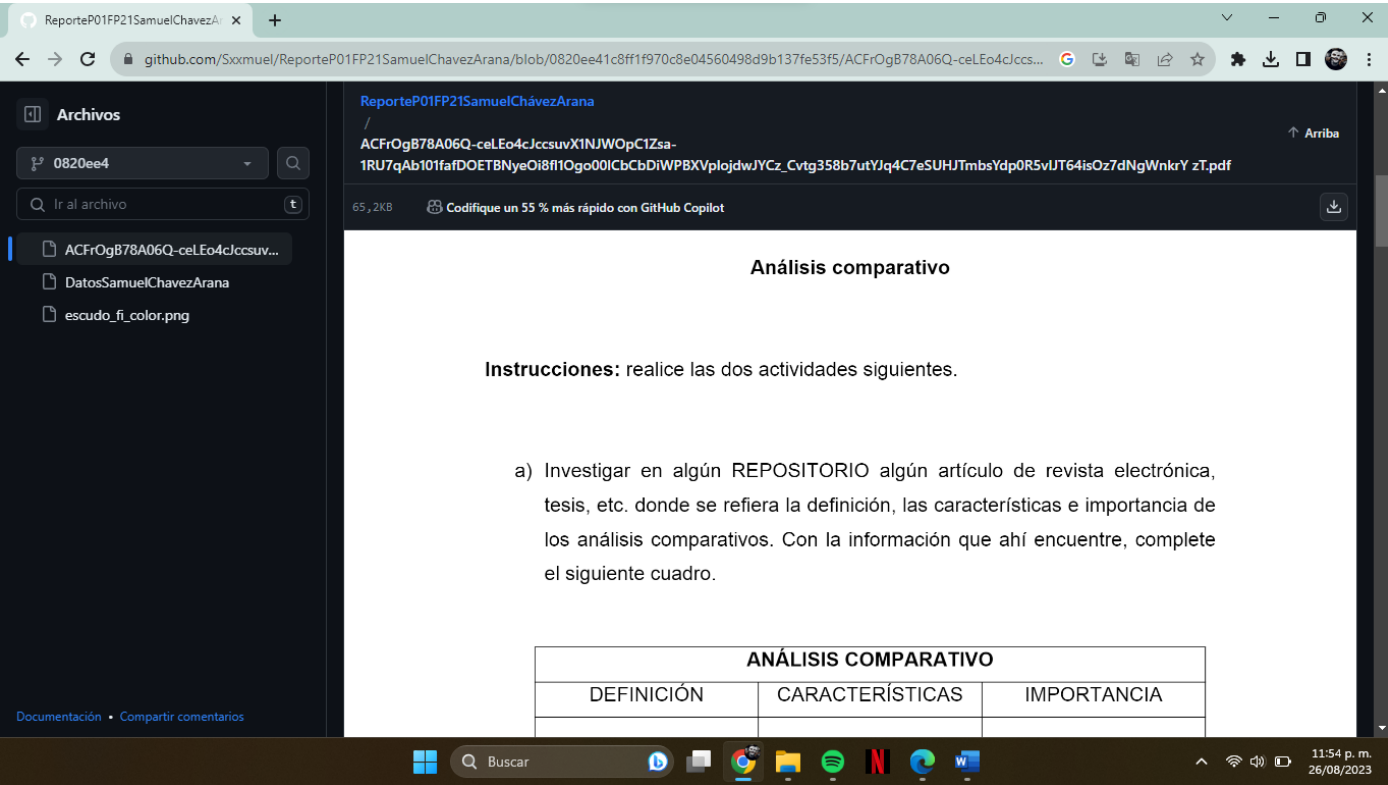 ReporteP01FP21SamuelChavezAr
github.com/Sxxmuel/ReporteP01FP21SamuelChavezArana/blob/0820ee41c8ff1f970c8e04560498d9b137fe53f5/ACFrOgB78A06Q-ceLEo4cJccs...
Archivos
0820ee4
Ir al archivo
t
ACFrOgB78A06Q-ceLEo4cJccsuv...
DatosSamuelChavezArana
escudo_fi_color.png
Documentación • Compartir comentarios
ReporteP01FP21SamuelChávezArana
/
ACFrOgB78A06Q-ceLEo4cJccsuvX1NJWOpC1Zsa-
1RU7qAb101fafDOETBNyeOi8fl1Ogo00lCbCbDiWPBXVplojdwJYCz_Cvtg358b7utYJq4C7eSUHJTmbsYdp0R5vlJT64isOz7dNgWnkrY zT.pdf
Arriba
65,2KB
Codifique un 55 % más rápido con GitHub Copilot
Análisis comparativo
Instrucciones: realice las dos actividades siguientes.
a) Investigar en algún REPOSITORIO algún artículo de revista electrónica,
tesis, etc. donde se refiera la definición, las características e importancia de
los análisis comparativos. Con la información que ahí encuentre, complete
el siguiente cuadro.
ANÁLISIS COMPARATIVO
DEFINICIÓN CARACTERÍSTICAS IMPORTANCIA
Buscar
11:54 p. m.
26/08/2023